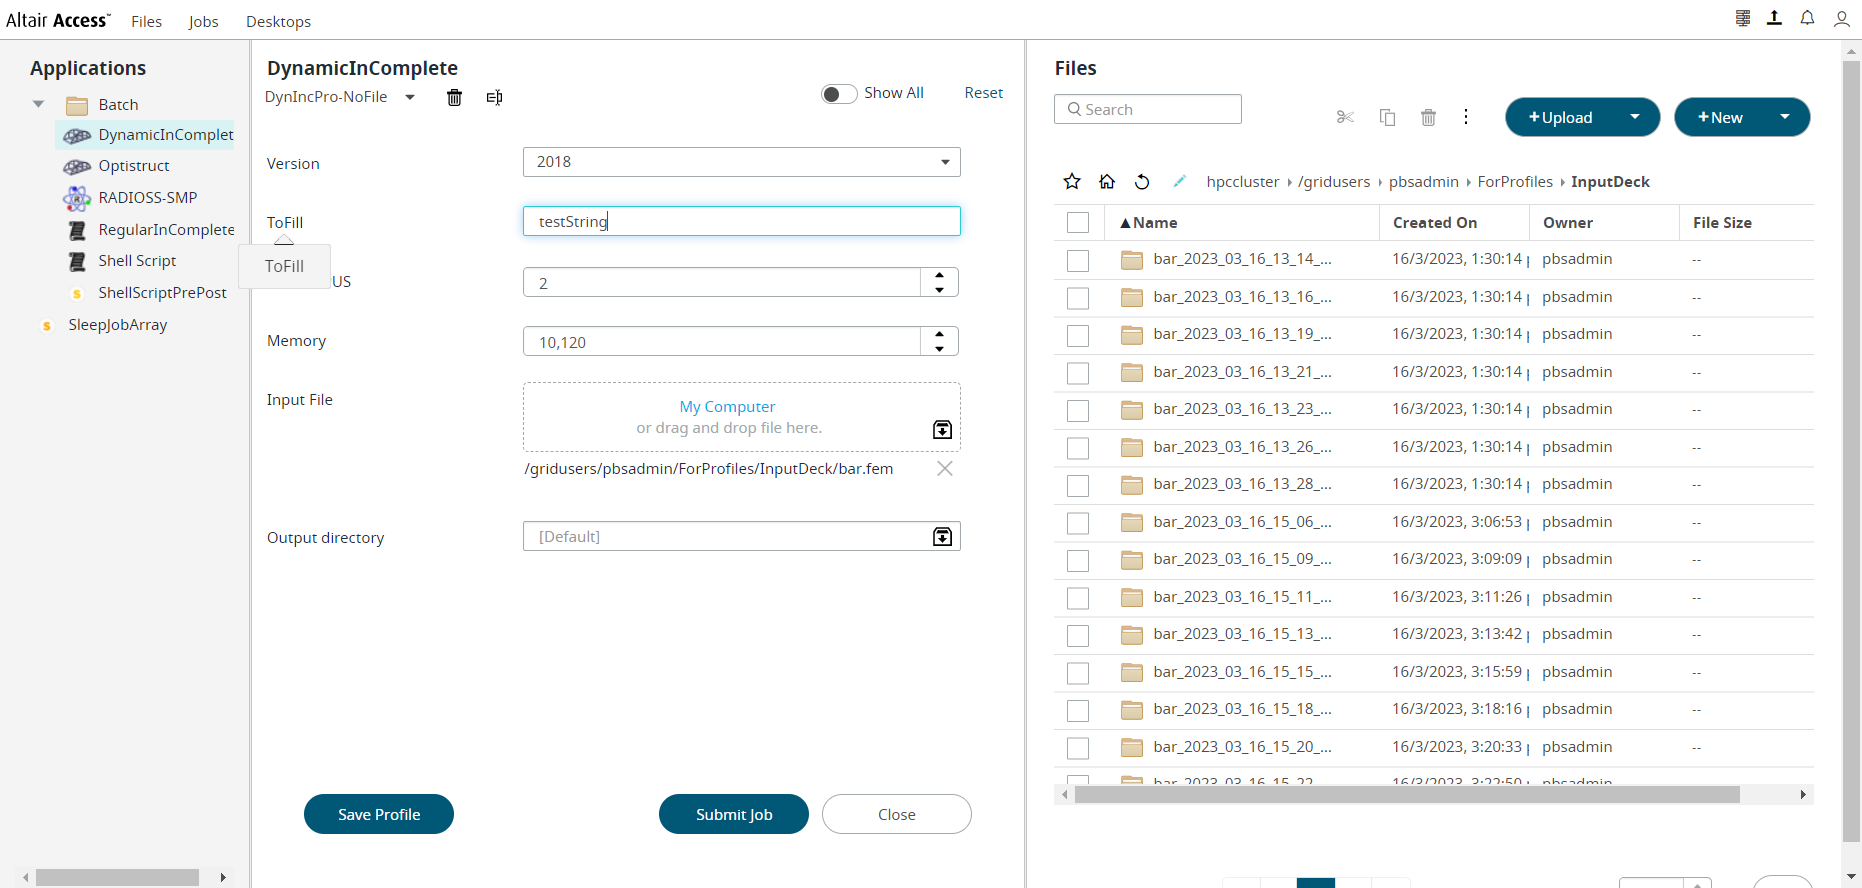 Altair Access™ Files Jobs Desktops
Applications
Batch
DynamicInComplet
Optistruct
RADIOSS-SMP
RegularInComplete
Shell Script
ShellScriptPrePost
SleepJobArray
DynamicInComplete
DynIncPro-NoFile
Show All
Reset
Version
2018
ToFill
testString
ToFill
US
2
Memory
10,120
Input File
My Computer
or drag and drop file here.
/gridusers/pbsadmin/ForProfiles/InputDeck/bar.fem
Output directory
[Default]
Save Profile
Submit Job
Close
Files
Search
+Upload
+New
hpccluster /gridusers pbsadmin ForProfiles InputDeck
▲Name Created On Owner File Size
bar_2023_03_16_13_14_... 16/3/2023, 1:30:14 pbsadmin --
bar_2023_03_16_13_16_... 16/3/2023, 1:30:14 pbsadmin --
bar_2023_03_16_13_19_... 16/3/2023, 1:30:14 pbsadmin --
bar_2023_03_16_13_21_... 16/3/2023, 1:30:14 pbsadmin --
bar_2023_03_16_13_23_... 16/3/2023, 1:30:14 pbsadmin --
bar_2023_03_16_13_26_... 16/3/2023, 1:30:14 pbsadmin --
bar_2023_03_16_13_28_... 16/3/2023, 1:30:14 pbsadmin --
bar_2023_03_16_15_06_... 16/3/2023, 3:06:53 pbsadmin --
bar_2023_03_16_15_09_... 16/3/2023, 3:09:09 pbsadmin --
bar_2023_03_16_15_11_... 16/3/2023, 3:11:26 pbsadmin --
bar_2023_03_16_15_13_... 16/3/2023, 3:13:42 pbsadmin --
bar_2023_03_16_15_15_... 16/3/2023, 3:15:59 pbsadmin --
bar_2023_03_16_15_18_... 16/3/2023, 3:18:16 pbsadmin --
bar_2023_03_16_15_20_... 16/3/2023, 3:20:33 pbsadmin --
bar_2023_03_16_15_22 16/3/2023, 3:22:50 pbsadmin